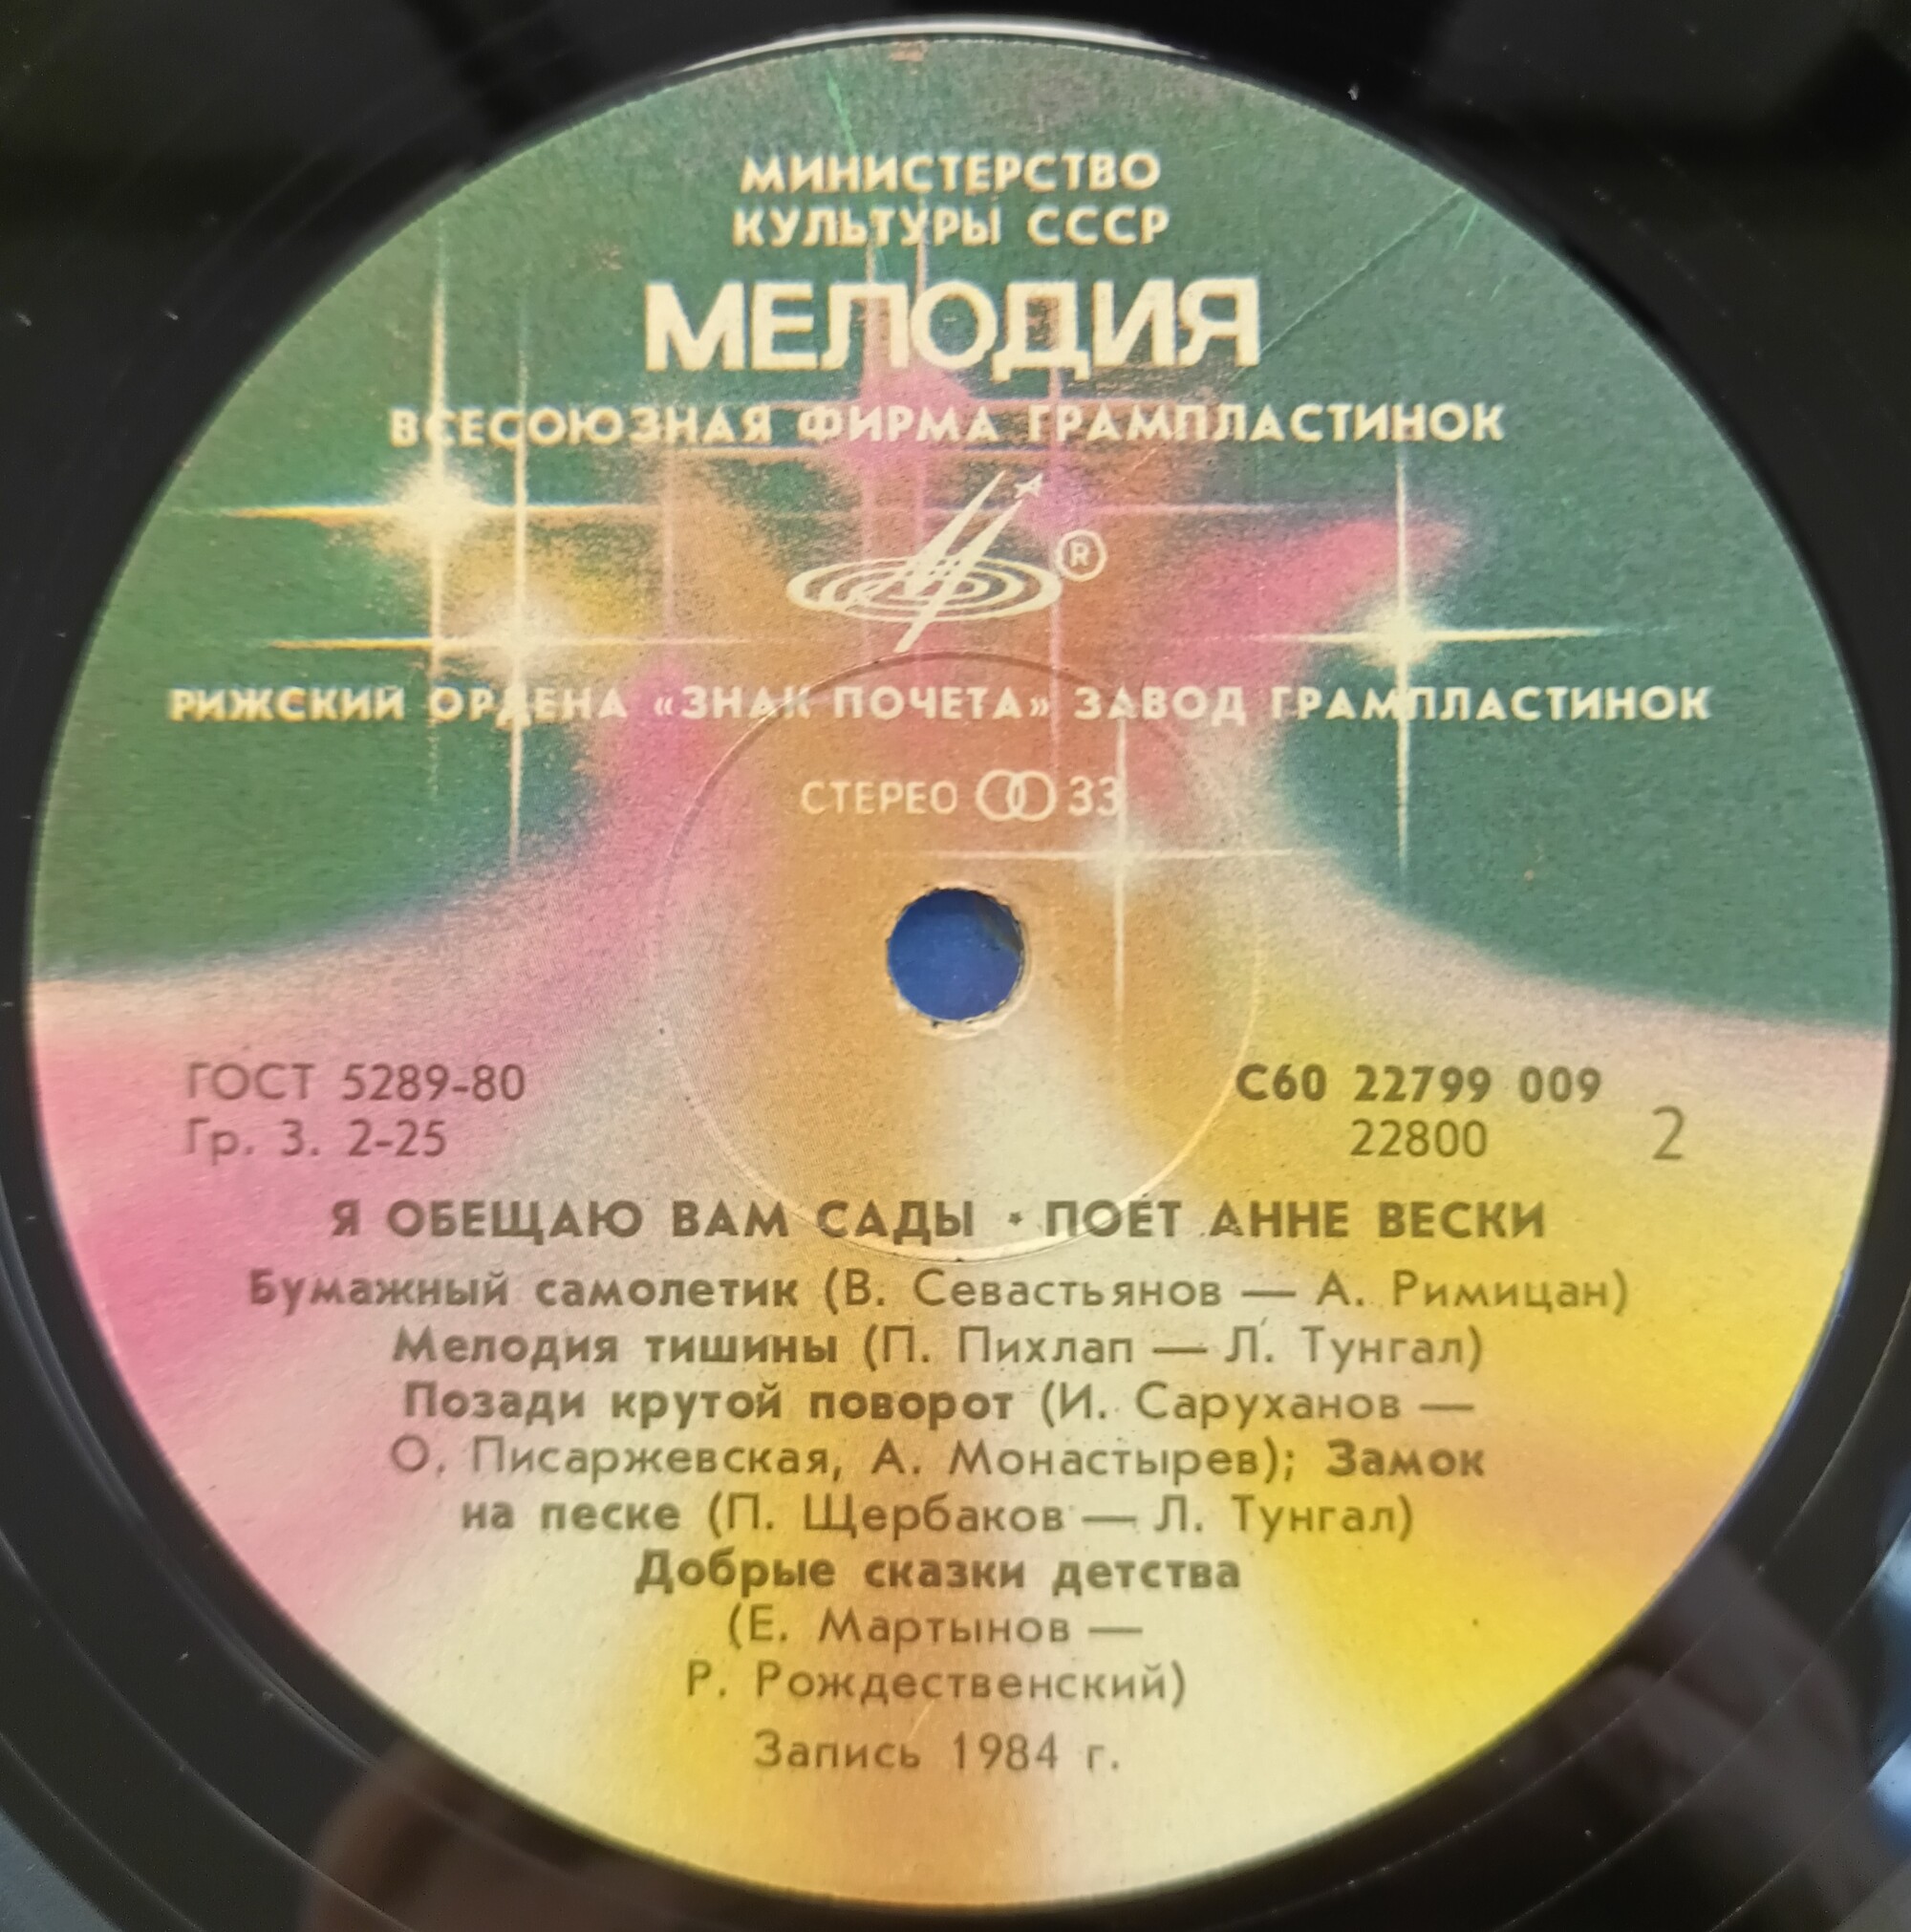 МИНИСТЕРСТВО
КУЛЬТУРЫ СССР
МЕЛОДИЯ
ВСЕСОЮЗНАЯ ФИРМА ГРАМПЛАСТИНОК
®
РИЖСКИЙ ОРДЕНА «ЗНАК ПОЧЕТА» ЗАВОД ГРАМПЛАСТИНОК
СТЕРЕО 33
ГОСТ 5289-80
Гр. 3. 2-25
С60 22799 009
22800 2
Я ОБЕЩАЮ ВАМ САДЫ • ПОЕТ АННЕ ВЕСКИ
Бумажный самолетик (В. Севастьянов — А. Римицан)
Мелодия тишины (П. Пихлап — Л. Тунгал)
Позади крутой поворот (И. Саруханов —
О. Писаржевская, А. Монастырев); Замок
на песке (П. Щербаков — Л. Тунгал)
Добрые сказки детства
(Е. Мартынов —
Р. Рождественский)
Запись 1984 г.